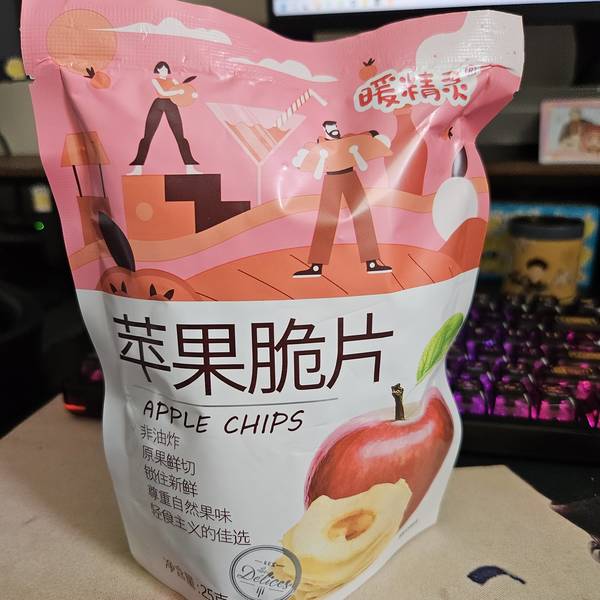 暖精灵
苹果脆片
APPLE CHIPS
非油炸
原果鲜切
锁住新鲜
尊重自然果味
轻食主义的佳选
净含量:25克
LES
Délices